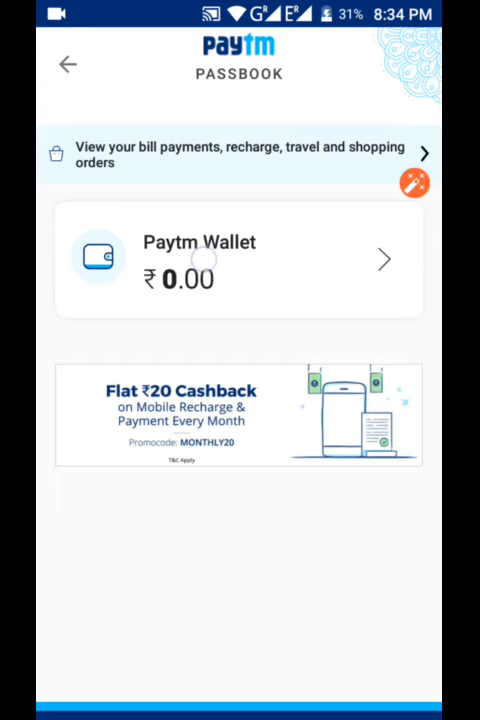 G R E R 31% 8:34 PM
paytm
PASSBOOK
View your bill payments, recharge, travel and shopping
orders
Paytm Wallet
₹ 0.00
Flat ₹20 Cashback
on Mobile Recharge &
Payment Every Month
Promocode: MONTHLY20
T&C Apply